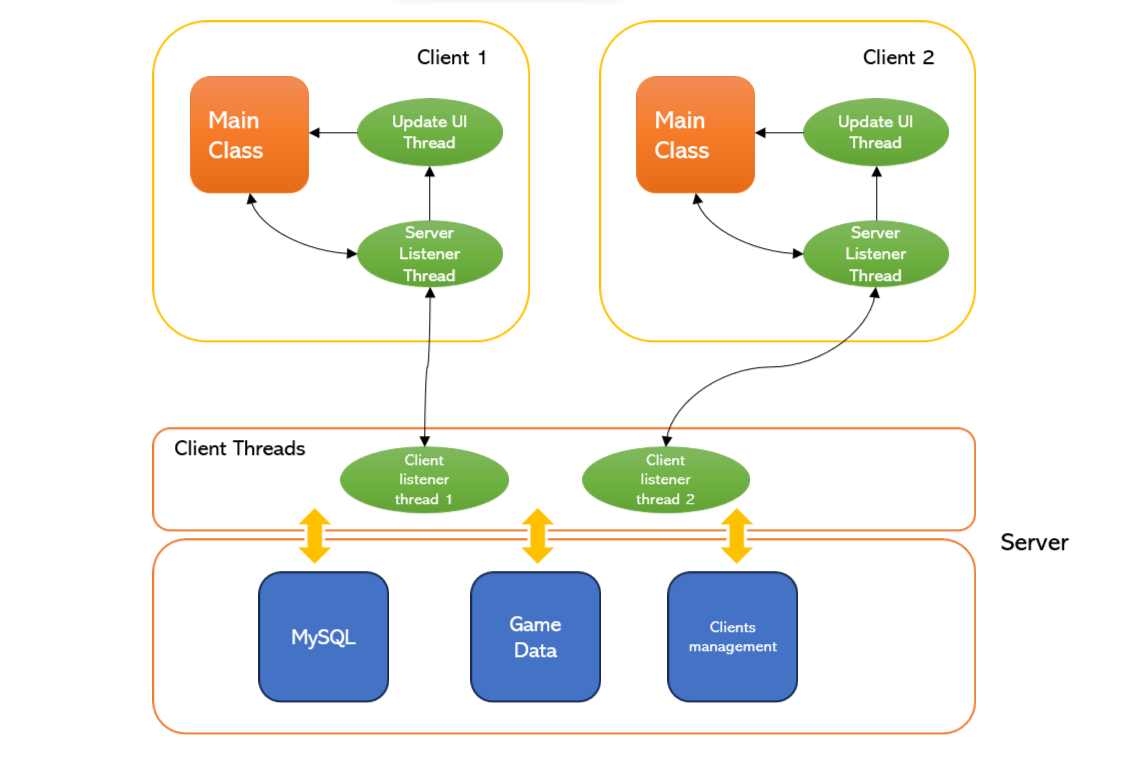 Client 1
Main
Class
Update UI
Thread
Server
Listener
Thread
Client 2
Main
Class
Update UI
Thread
Server
Listener
Thread
Client Threads
Client
listener
thread 1
Client
listener
thread 2
Server
MySQL
Game
Data
Clients
management